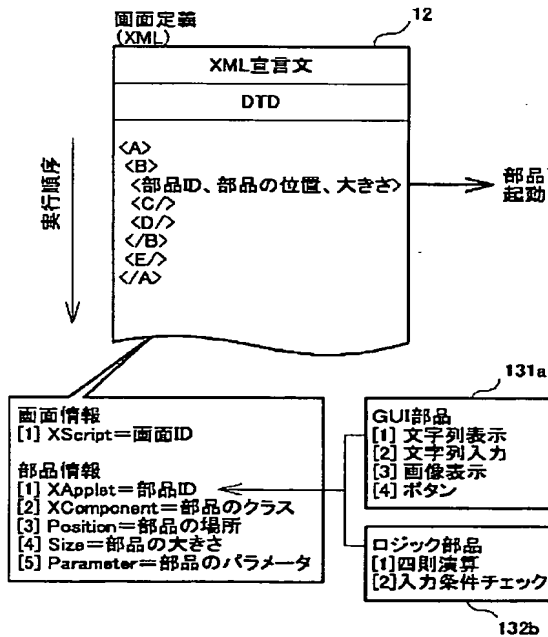 画面定義
(XML)
12
XML宣言文
DTD
実行順序
<A>
<B>
<部品ID、部品の位置、大きさ>
<C/>
<D/>
</B>
<E/>
</A>
部品
起動
画面情報
[1] XScript=画面ID
部品情報
[1] XApplet=部品ID
[2] XComponent=部品のクラス
[3] Position=部品の場所
[4] Size=部品の大きさ
[5] Parameter=部品のパラメータ
131a
GUI部品
[1] 文字列表示
[2] 文字列入力
[3] 画像表示
[4] ボタン
ロジック部品
[1]四則演算
[2]入力条件チェック
132b